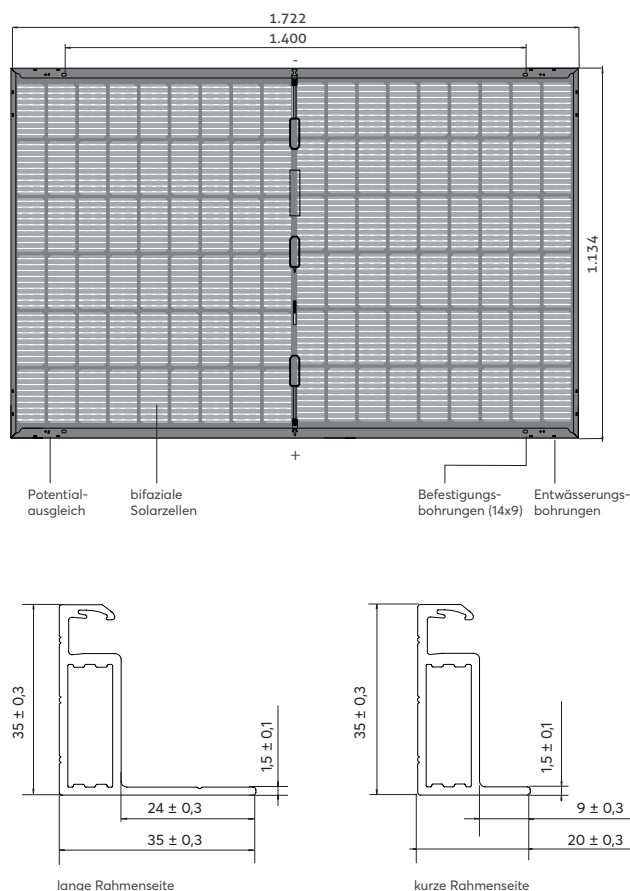 1.722
1.400
-
1.134
+
Potential-
ausgleich
bifaziale
Solarzellen
Befestigungs-
bohrungen (14x9)
Entwässerungs-
bohrungen
35 ± 0,3
1,5 ± 0,1
24 ± 0,3
35 ± 0,3
lange Rahmenseite
35 ± 0,3
1,5 ± 0,1
9 ± 0,3
20 ± 0,3
kurze Rahmenseite